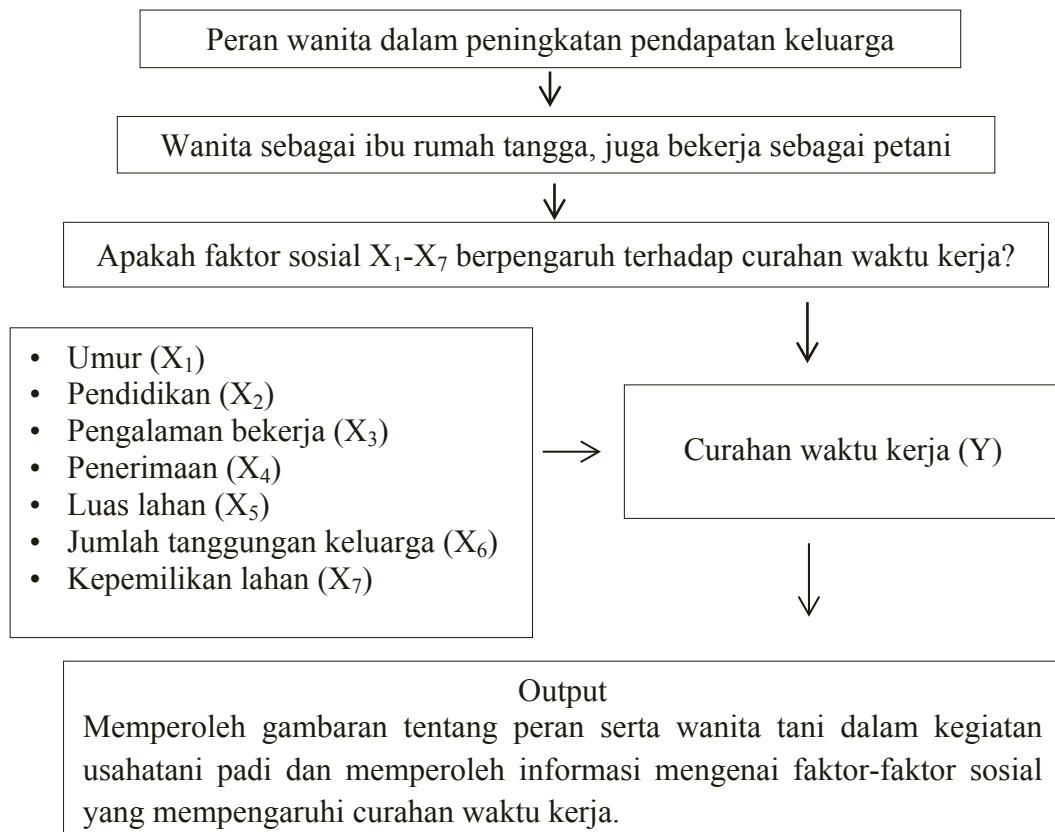 Peran wanita dalam peningkatan pendapatan keluarga
Wanita sebagai ibu rumah tangga, juga bekerja sebagai petani
Apakah faktor sosial X₁-X₇ berpengaruh terhadap curahan waktu kerja?
• Umur (X₁)
• Pendidikan (X₂)
• Pengalaman bekerja (X₃)
• Penerimaan (X₄)
• Luas lahan (X₅)
• Jumlah tanggungan keluarga (X₆)
• Kepemilikan lahan (X₇)
Curahan waktu kerja (Y)
Output
Memperoleh gambaran tentang peran serta wanita tani dalam kegiatan
usahatani padi dan memperoleh informasi mengenai faktor-faktor sosial
yang mempengaruhi curahan waktu kerja.